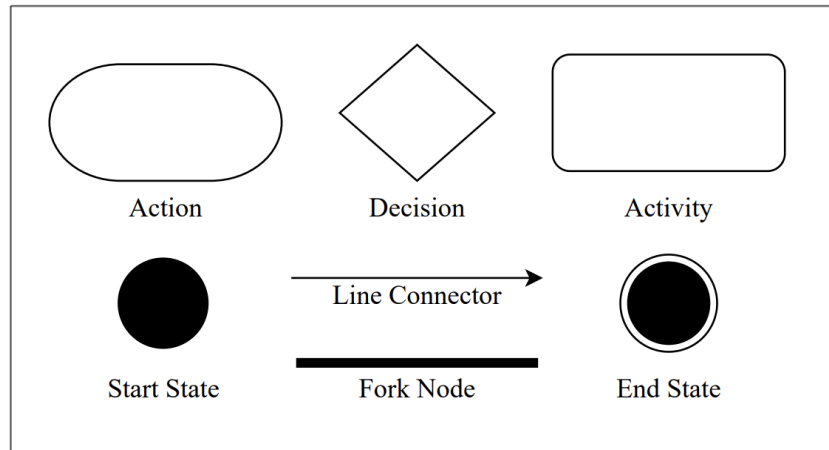 Action
Decision
Activity
Line Connector
Start State
Fork Node
End State